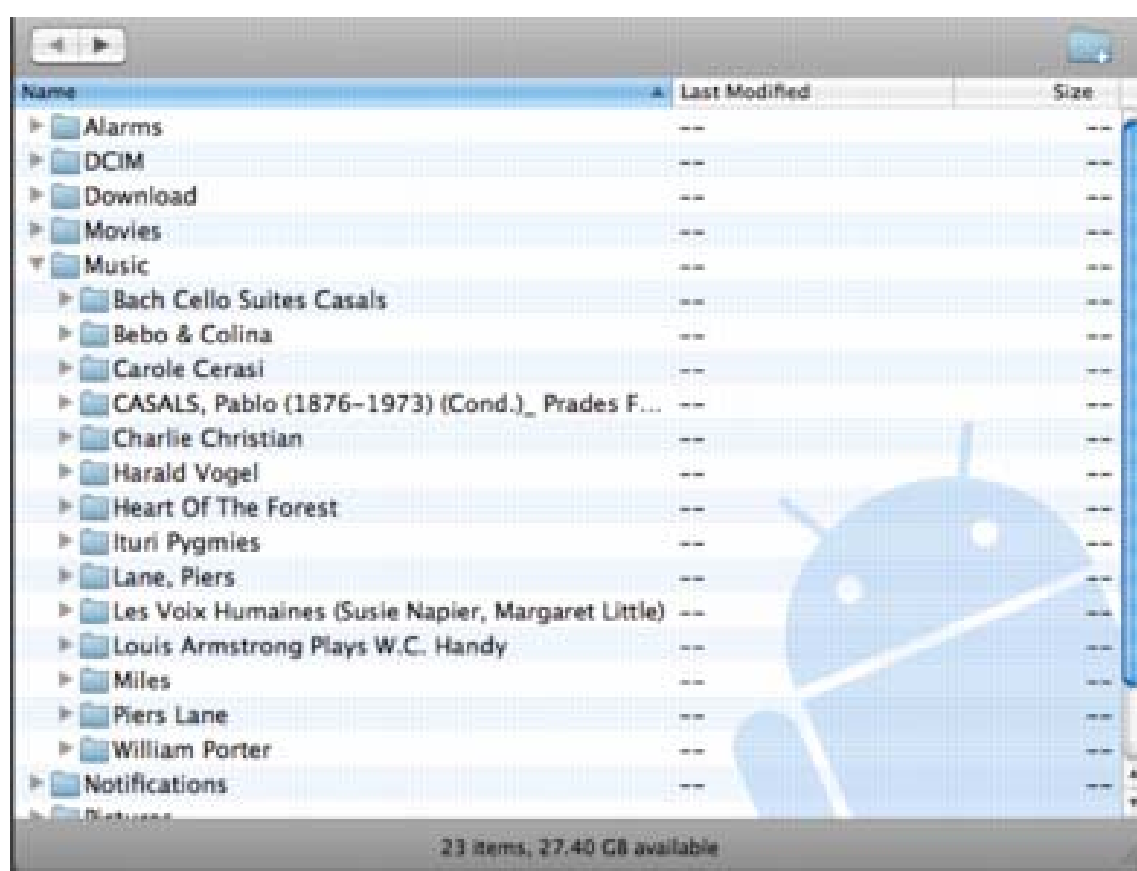 Name Last Modified Size
Alarms -- --
DCIM -- --
Download -- --
Movies -- --
Music -- --
Bach Cello Suites Casals -- --
Bebo & Colina -- --
Carole Cerasi -- --
CASALS, Pablo (1876–1973) (Cond.)_ Prades F... -- --
Charlie Christian -- --
Harald Vogel -- --
Heart Of The Forest -- --
Ituri Pygmies -- --
Lane, Piers -- --
Les Voix Humaines (Susie Napier, Margaret Little) -- --
Louis Armstrong Plays W.C. Handy -- --
Miles -- --
Piers Lane -- --
William Porter -- --
Notifications -- --
Pictures
23 items, 27.40 GB available